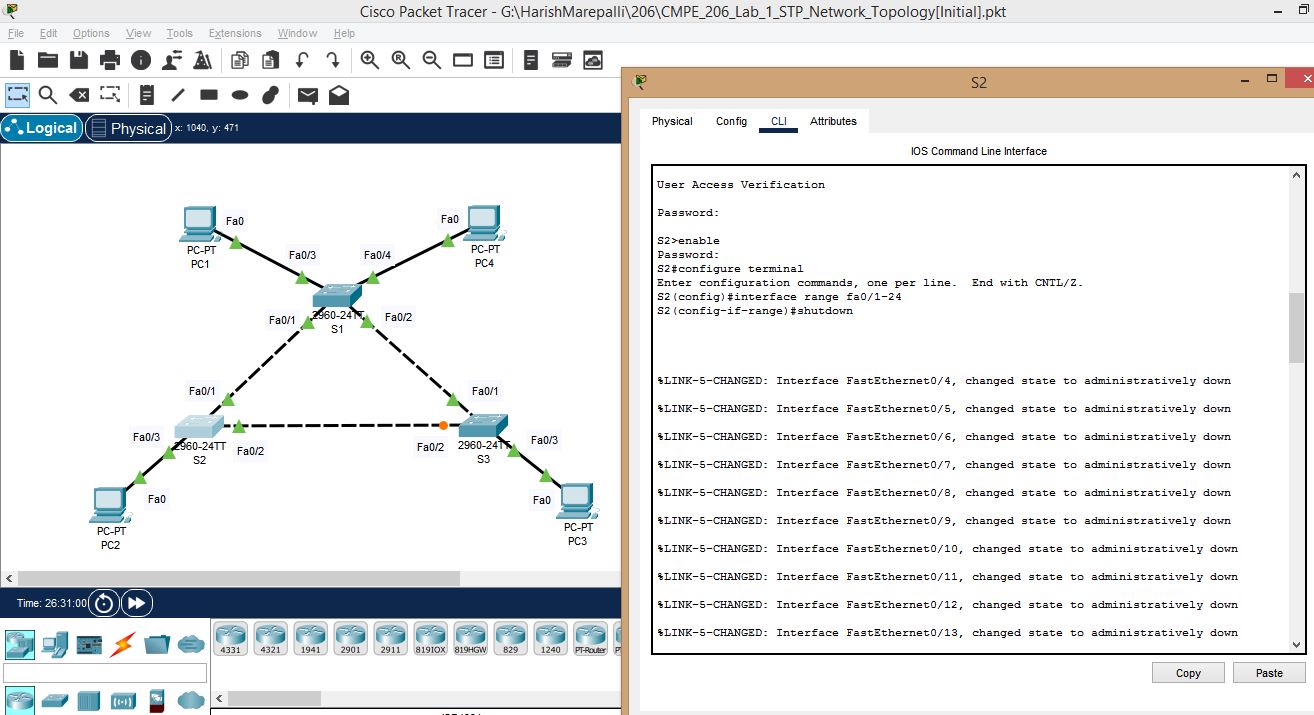 Cisco Packet Tracer - G:\HarishMarepalli\206\CMPE_206_Lab_1_STP_Network_Topology[Initial].pkt
File Edit Options View Tools Extensions Window Help
Logical Physical x: 1040, y: 471
Fa0
PC-PT
PC1
Fa0
PC-PT
PC4
Fa0/3
Fa0/4
2960-24TT
S1
Fa0/1
Fa0/2
Fa0/1
Fa0/1
Fa0/3
2960-24TT
S2
Fa0/2
Fa0/2
2960-24TT
S3
Fa0/3
Fa0
PC-PT
PC2
Fa0
PC-PT
PC3
Time: 26:31:00
4331 4321 1941 2901 2911 819IOX 819HGW 829 1240 PT-Router
S2
Physical Config CLI Attributes
IOS Command Line Interface
User Access Verification
Password:
S2>enable
Password:
S2#configure terminal
Enter configuration commands, one per line.  End with CNTL/Z.
S2(config)#interface range fa0/1-24
S2(config-if-range)#shutdown
%LINK-5-CHANGED: Interface FastEthernet0/4, changed state to administratively down
%LINK-5-CHANGED: Interface FastEthernet0/5, changed state to administratively down
%LINK-5-CHANGED: Interface FastEthernet0/6, changed state to administratively down
%LINK-5-CHANGED: Interface FastEthernet0/7, changed state to administratively down
%LINK-5-CHANGED: Interface FastEthernet0/8, changed state to administratively down
%LINK-5-CHANGED: Interface FastEthernet0/9, changed state to administratively down
%LINK-5-CHANGED: Interface FastEthernet0/10, changed state to administratively down
%LINK-5-CHANGED: Interface FastEthernet0/11, changed state to administratively down
%LINK-5-CHANGED: Interface FastEthernet0/12, changed state to administratively down
%LINK-5-CHANGED: Interface FastEthernet0/13, changed state to administratively down
Copy Paste